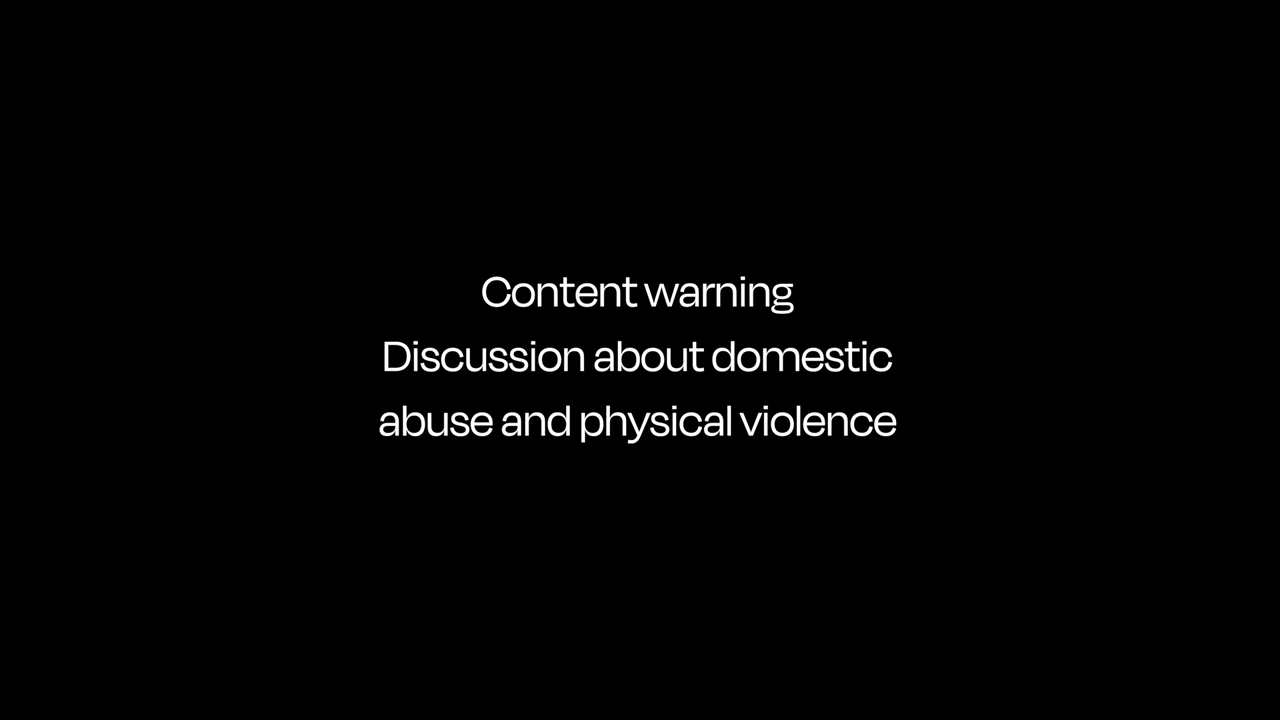 Content warning
Discussion about domestic
abuse and physical violence